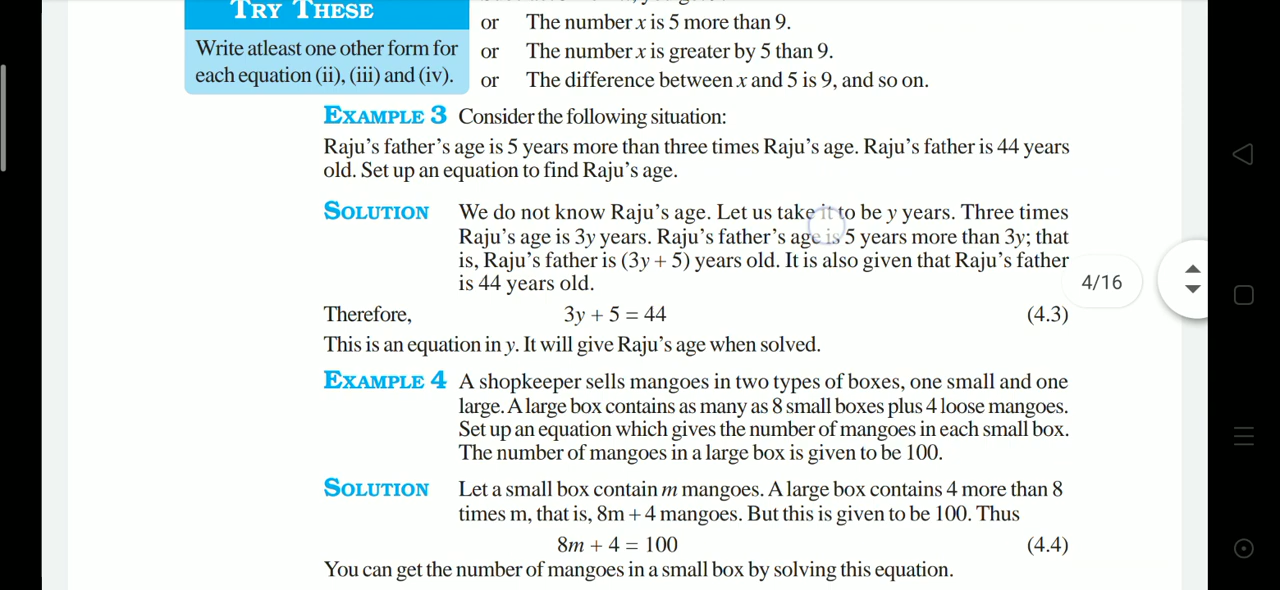 TRY THESE
Write atleast one other form for
each equation (ii), (iii) and (iv).
or The number x is 5 more than 9.
or The number x is greater by 5 than 9.
or The difference between x and 5 is 9, and so on.
EXAMPLE 3 Consider the following situation:
Raju's father's age is 5 years more than three times Raju's age. Raju's father is 44 years
old. Set up an equation to find Raju's age.
SOLUTION We do not know Raju's age. Let us take it to be y years. Three times
Raju's age is 3y years. Raju's father's age is 5 years more than 3y; that
is, Raju's father is (3y + 5) years old. It is also given that Raju's father
is 44 years old.
4/16
Therefore, 3y + 5 = 44 (4.3)
This is an equation in y. It will give Raju's age when solved.
EXAMPLE 4 A shopkeeper sells mangoes in two types of boxes, one small and one
large. A large box contains as many as 8 small boxes plus 4 loose mangoes.
Set up an equation which gives the number of mangoes in each small box.
The number of mangoes in a large box is given to be 100.
SOLUTION Let a small box contain m mangoes. A large box contains 4 more than 8
times m, that is, 8m + 4 mangoes. But this is given to be 100. Thus
8m + 4 = 100 (4.4)
You can get the number of mangoes in a small box by solving this equation.